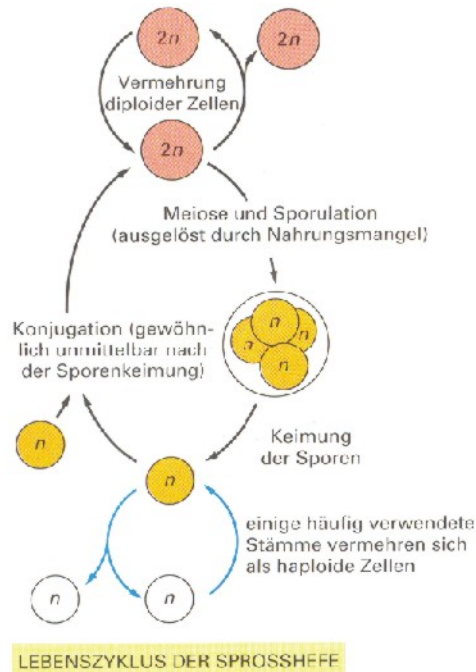 2n
2n
Vermehrung
diploider Zellen
2n
Meiose und Sporulation
(ausgelöst durch Nahrungsmangel)
n
n
n
n
Konjugation (gewöhn-
lich unmittelbar nach
der Sporenkeimung)
n
Keimung
der Sporen
n
einige häufig verwendete
Stämme vermehren sich
als haploide Zellen
n
n
LEBENSZYKLUS DER SPROSSHEFE